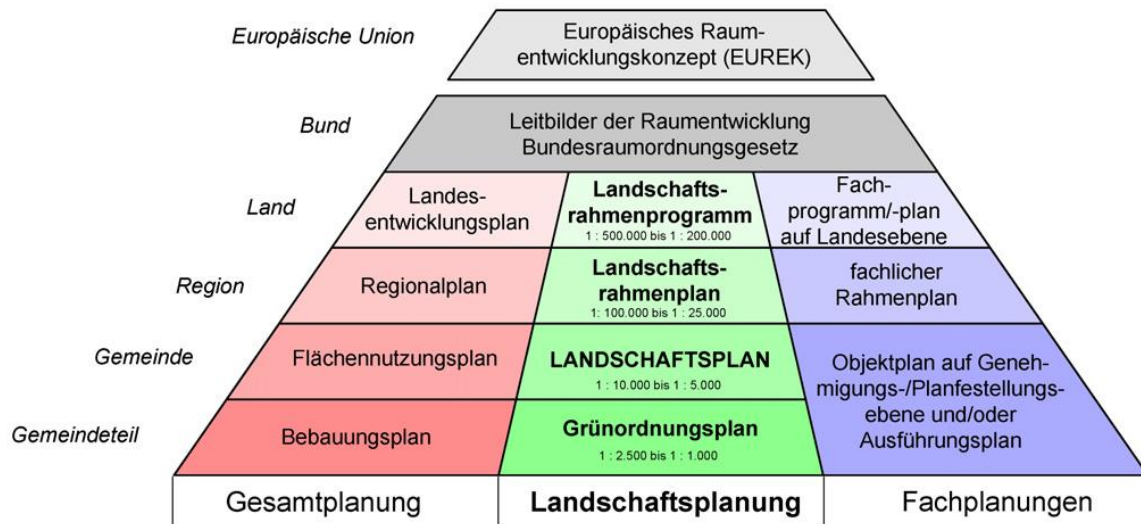 Europäische Union
Europäisches Raum-
entwicklungskonzept (EUREK)
Bund
Leitbilder der Raumentwicklung
Bundesraumordnungsgesetz
Land
Landes-
entwicklungsplan
Landschafts-
rahmenprogramm
1 : 500.000 bis 1 : 200.000
Fach-
programm/-plan
auf Landesebene
Region
Regionalplan
Landschafts-
rahmenplan
1: 100.000 bis 1 : 25.000
fachlicher
Rahmenplan
Gemeinde
Flächennutzungsplan
LANDSCHAFTSPLAN
1 : 10.000 bis 1 : 5.000
Objektplan auf Geneh-
migungs-/Planfestellungs-
ebene und/oder
Ausführungsplan
Gemeindeteil
Bebauungsplan
Grünordnungsplan
1 : 2.500 bis 1 : 1.000
Gesamtplanung
Landschaftsplanung
Fachplanungen